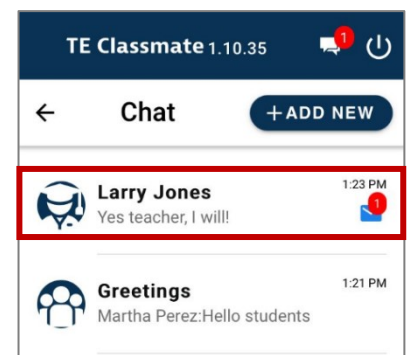 TE Classmate 1.10.35 1
← Chat +ADD NEW
Larry Jones 1:23 PM
Yes teacher, I will! 1
Greetings 1:21 PM
Martha Perez:Hello students